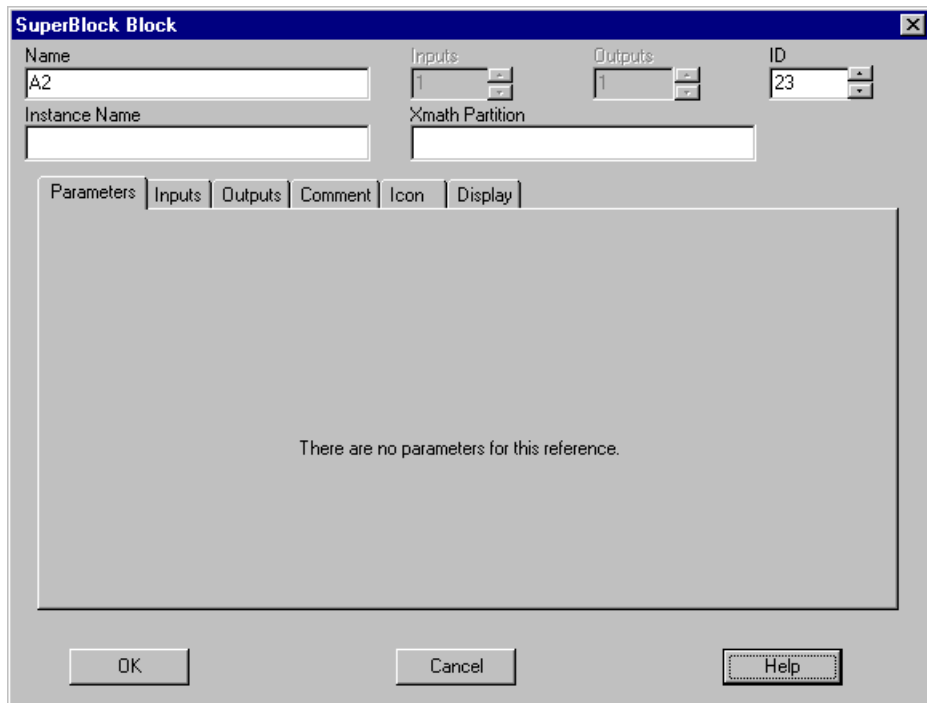 SuperBlock Block
Name Inputs Outputs ID
A2 1 1 23
Instance Name Xmath Partition
Parameters Inputs Outputs Comment Icon Display
There are no parameters for this reference.
OK Cancel Help